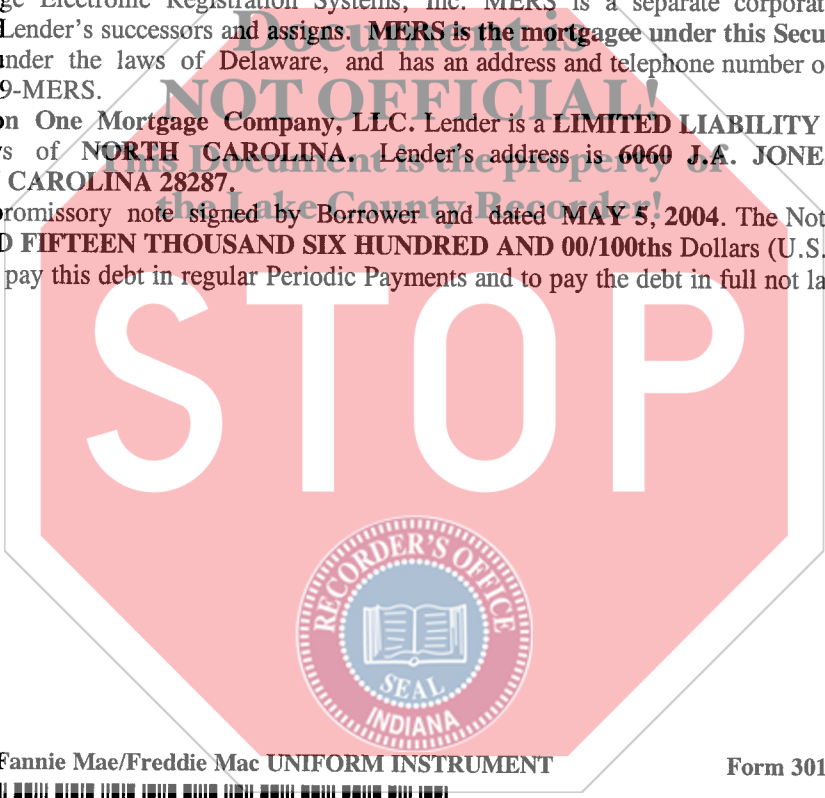 ge Electronic Registration Systems, Inc. MERS is a separate corporat
Lender's successors and assigns. MERS is the mortgagee under this Secu
under the laws of Delaware, and has an address and telephone number o
9-MERS.
on One Mortgage Company, LLC. Lender is a LIMITED LIABILITY
s of NORTH CAROLINA. Lender's address is 6060 J.A. JONE
CAROLINA 28287.
promissory note signed by Borrower and dated MAY 5, 2004. The Not
D FIFTEEN THOUSAND SIX HUNDRED AND 00/100ths Dollars (U.S.
pay this debt in regular Periodic Payments and to pay the debt in full not la
Document is
NOT OFFICIAL!
This Document is the property of
the Lake County Recorder!
STOP
RECORDER'S OFFICE
SEAL
INDIANA
Fannie Mae/Freddie Mac UNIFORM INSTRUMENT Form 301